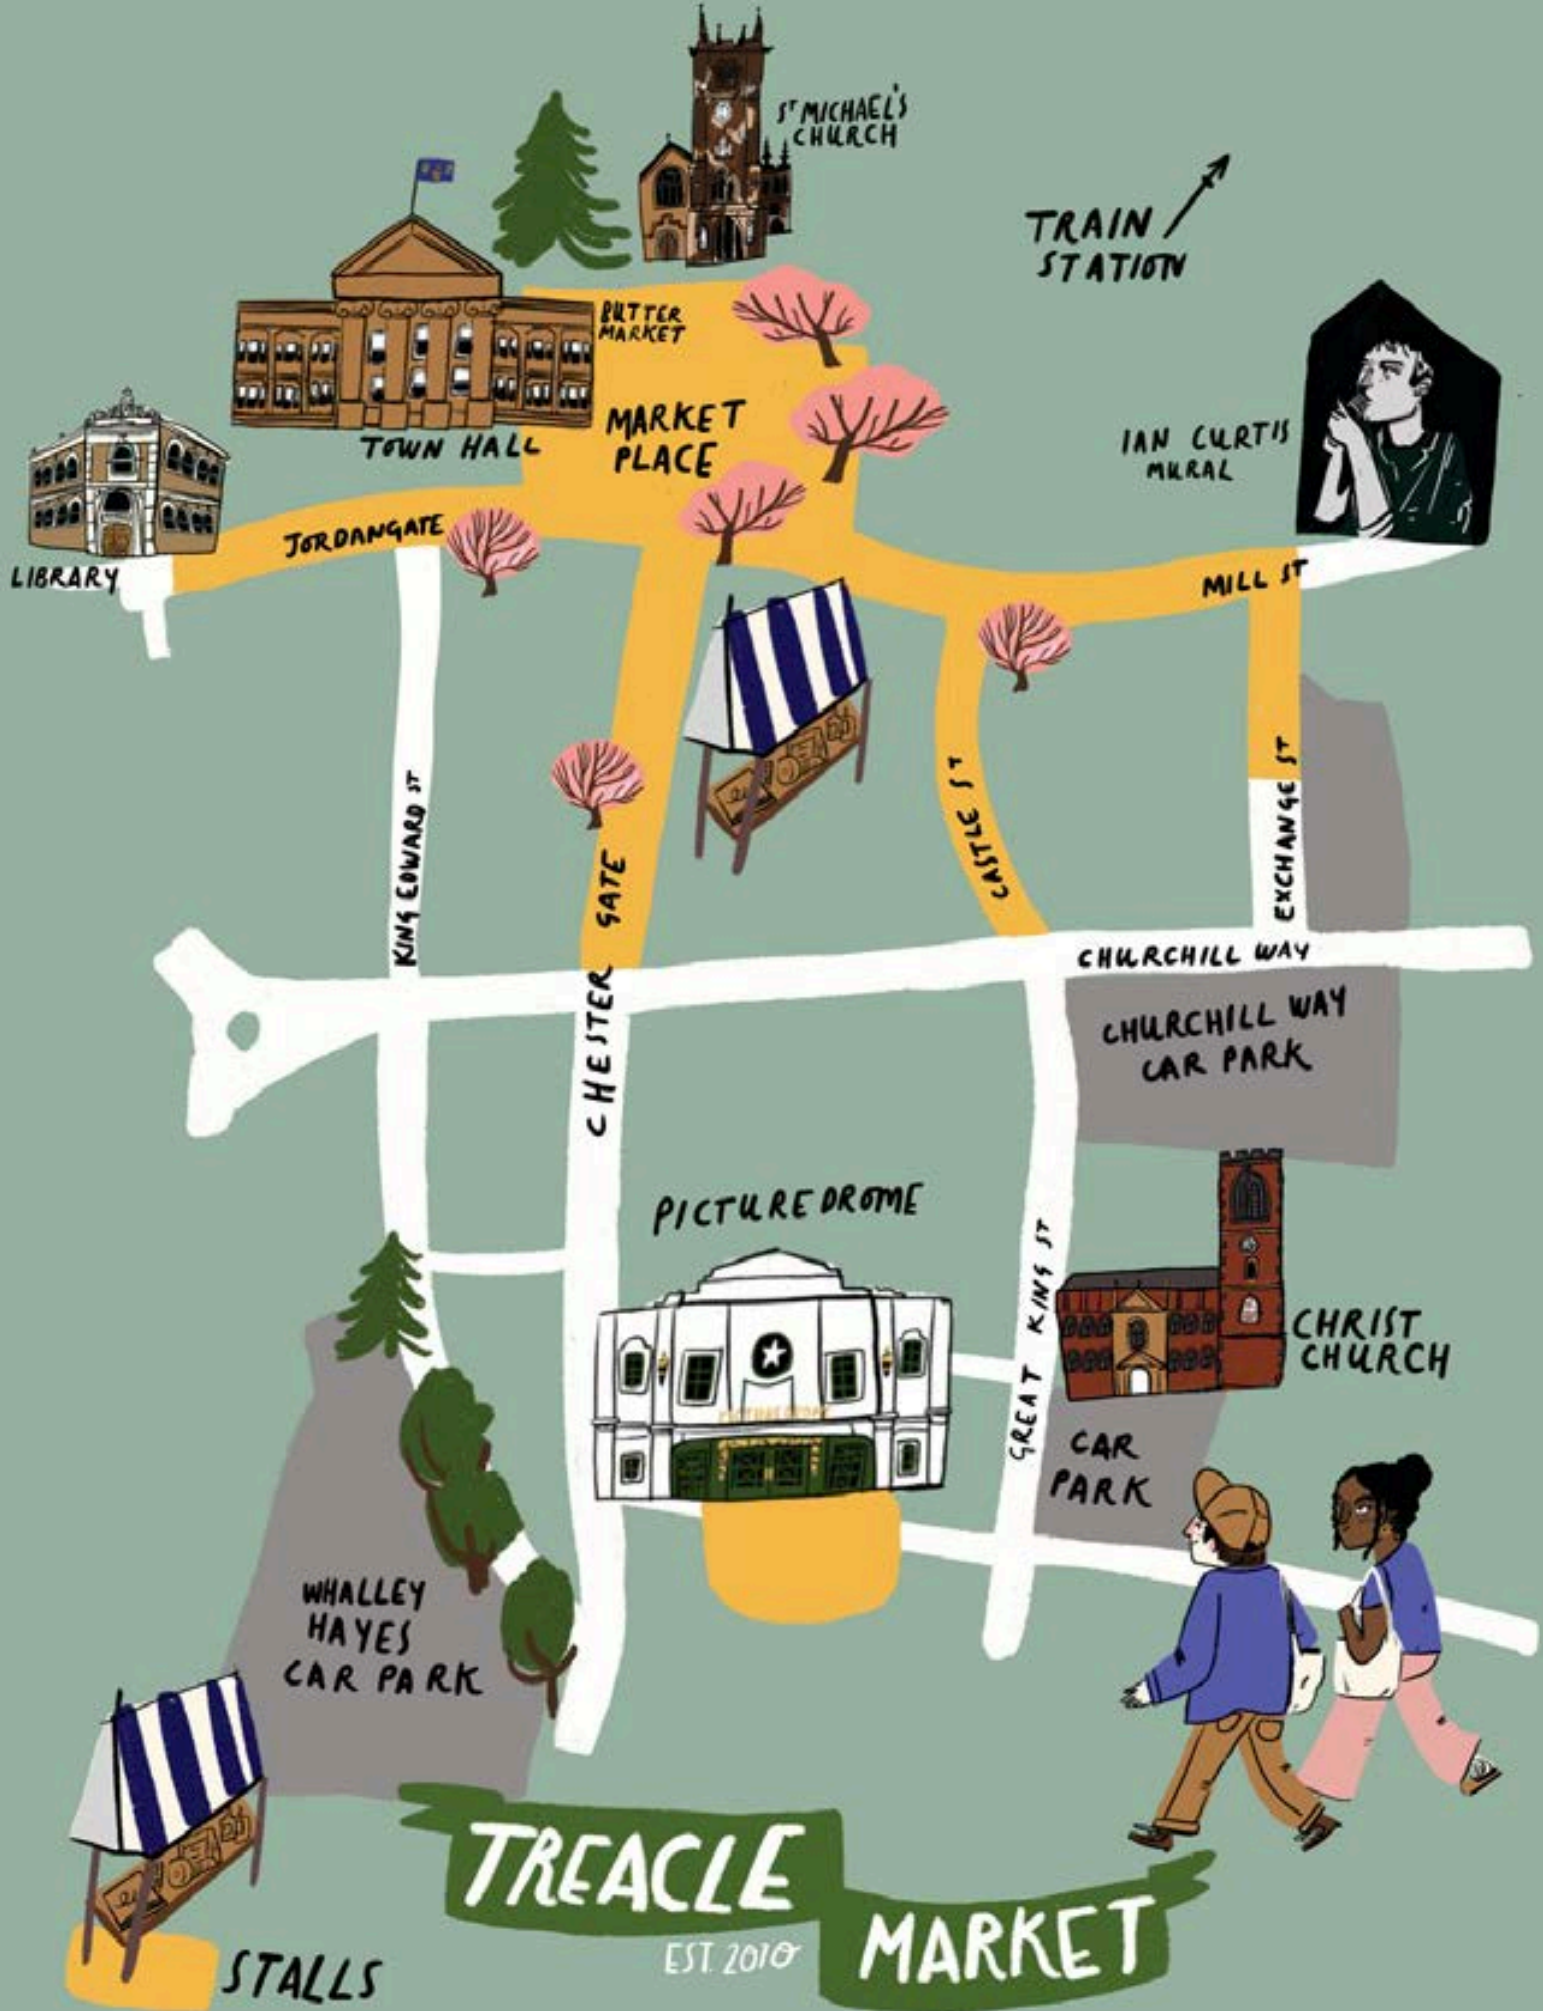 ST MICHAEL'S
CHURCH
TRAIN
STATION
BUTTER
MARKET
MARKET
PLACE
TOWN HALL
IAN CURTIS
MURAL
JORDANGATE
LIBRARY
MILL ST
KING EDWARD ST
CHESTER GATE
CASTLE ST
EXCHANGE ST
CHURCHILL WAY
CHURCHILL WAY
CAR PARK
PICTUREDROME
PICTUREDROME
GREAT KING ST
CHRIST
CHURCH
CAR
PARK
WHALLEY
HAYES
CAR PARK
TREACLE
MARKET
EST. 2010
STALLS